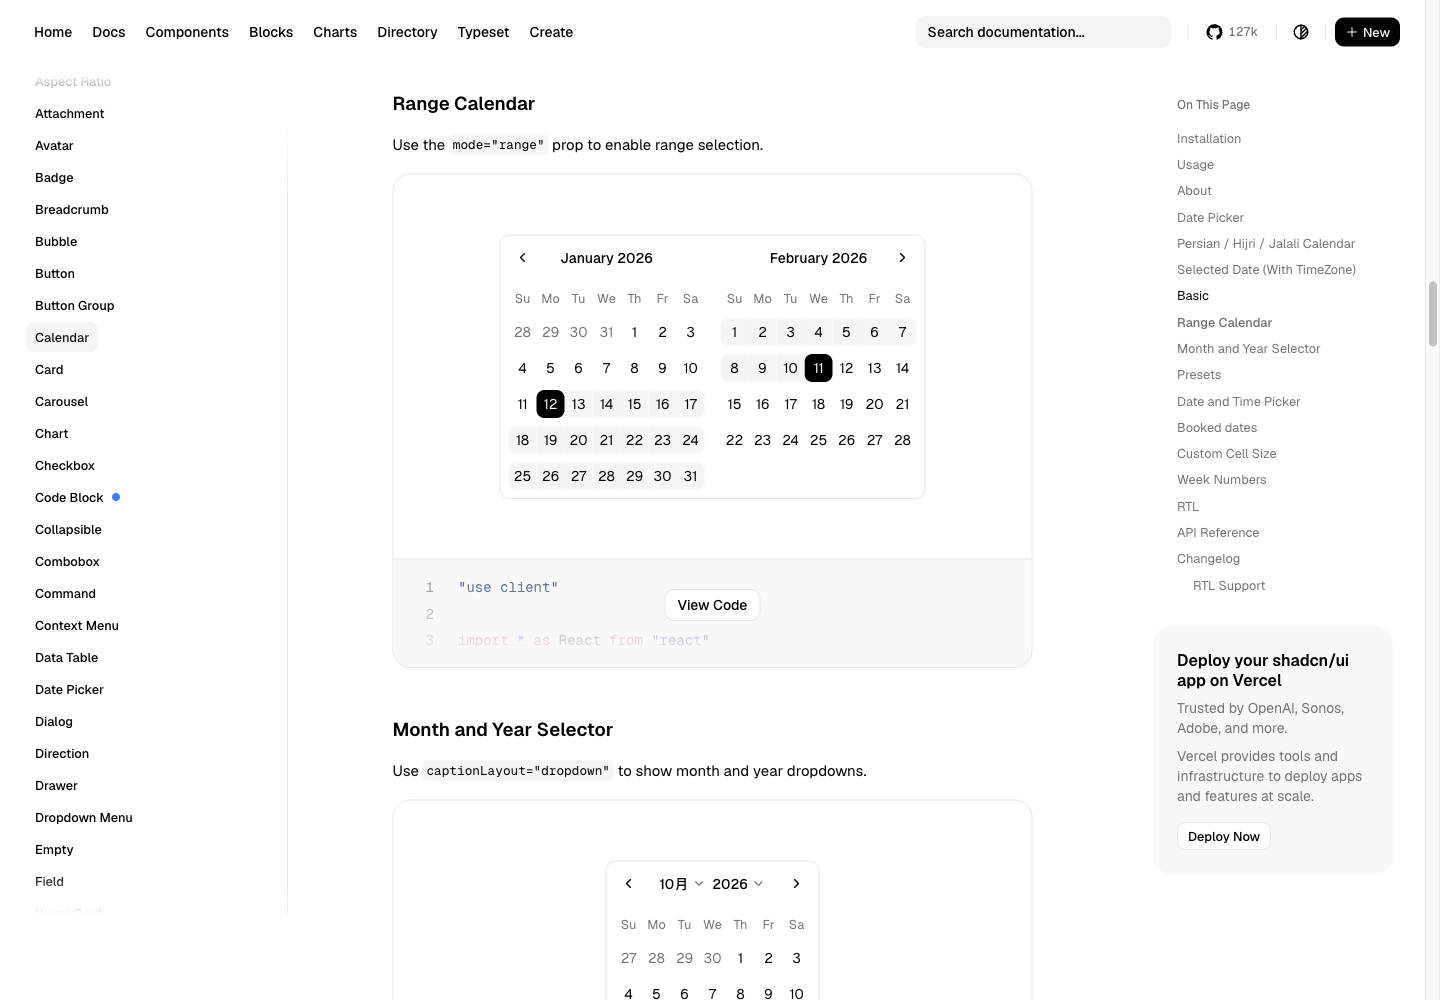 Home Docs Components Blocks Charts Directory Typeset Create Search documentation... 127k New
Aspect Ratio
Attachment
Avatar
Badge
Breadcrumb
Bubble
Button
Button Group
Calendar
Card
Carousel
Chart
Checkbox
Code Block
Collapsible
Combobox
Command
Context Menu
Data Table
Date Picker
Dialog
Direction
Drawer
Dropdown Menu
Empty
Field
Range Calendar
Use the mode="range" prop to enable range selection.
January 2026
Su Mo Tu We Th Fr Sa
28 29 30 31 1 2 3
4 5 6 7 8 9 10
11 12 13 14 15 16 17
18 19 20 21 22 23 24
25 26 27 28 29 30 31
February 2026
Su Mo Tu We Th Fr Sa
1 2 3 4 5 6 7
8 9 10 11 12 13 14
15 16 17 18 19 20 21
22 23 24 25 26 27 28
1 "use client"
2
View Code
3 import * as React from "react"
Month and Year Selector
Use captionLayout="dropdown" to show month and year dropdowns.
10月 2026
Su Mo Tu We Th Fr Sa
27 28 29 30 1 2 3
4 5 6 7 8 9 10
On This Page
Installation
Usage
About
Date Picker
Persian / Hijri / Jalali Calendar
Selected Date (With TimeZone)
Basic
Range Calendar
Month and Year Selector
Presets
Date and Time Picker
Booked dates
Custom Cell Size
Week Numbers
RTL
API Reference
Changelog
RTL Support
Deploy your shadcn/ui
app on Vercel
Trusted by OpenAI, Sonos,
Adobe, and more.
Vercel provides tools and
infrastructure to deploy apps
and features at scale.
Deploy Now